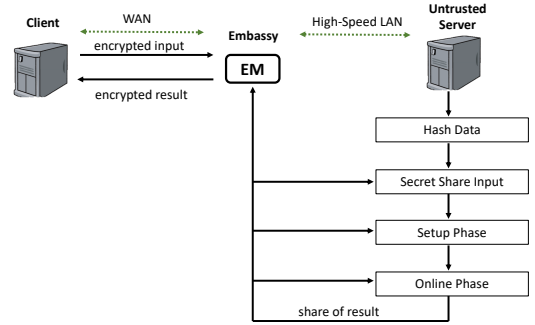 Client
WAN
Embassy
High-Speed LAN
Untrusted
Server
encrypted input
EM
encrypted result
Hash Data
Secret Share Input
Setup Phase
Online Phase
share of result